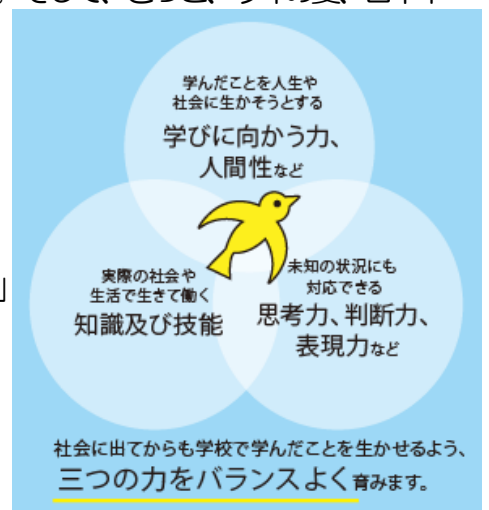 学んだことを人生や
社会に生かそうとする
学びに向かう力、
人間性など
実際の社会や
生活で生きて働く
知識及び技能
未知の状況にも
対応できる
思考力、判断力、
表現力など
」
社会に出てからも学校で学んだことを生かせるよう、
三つの力をバランスよく育みます。